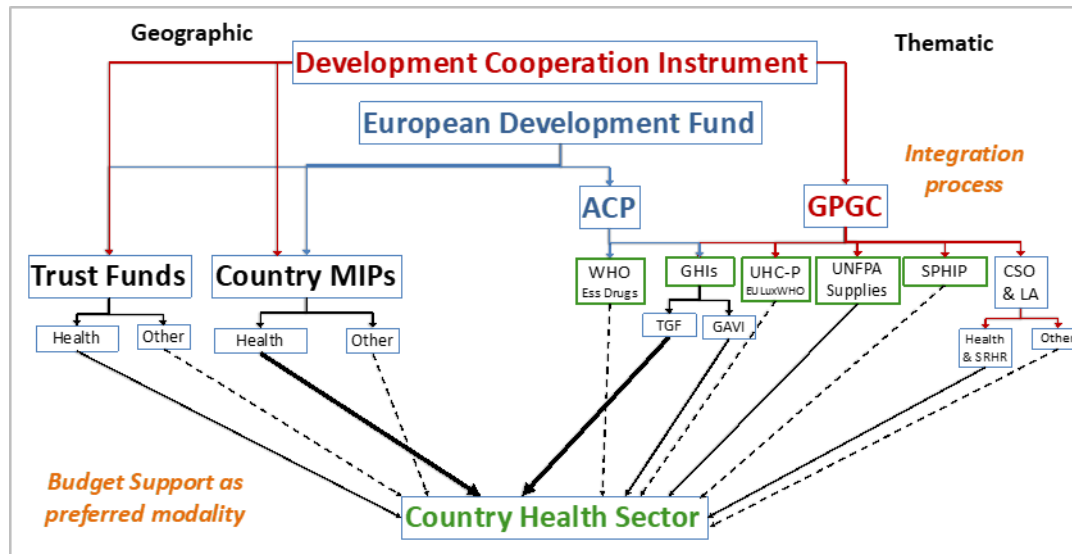 Geographic
Thematic
Development Cooperation Instrument
European Development Fund
Integration
process
ACP
GPGC
Trust Funds
Country MIPs
WHO
Ess Drugs
GHIs
UHC-P
EU LuxWHO
UNFPA
Supplies
SPHIP
CSO
& LA
Health
Other
Health
Other
TGF
GAVI
Health
& SRHR
Other
Budget Support as
preferred modality
Country Health Sector